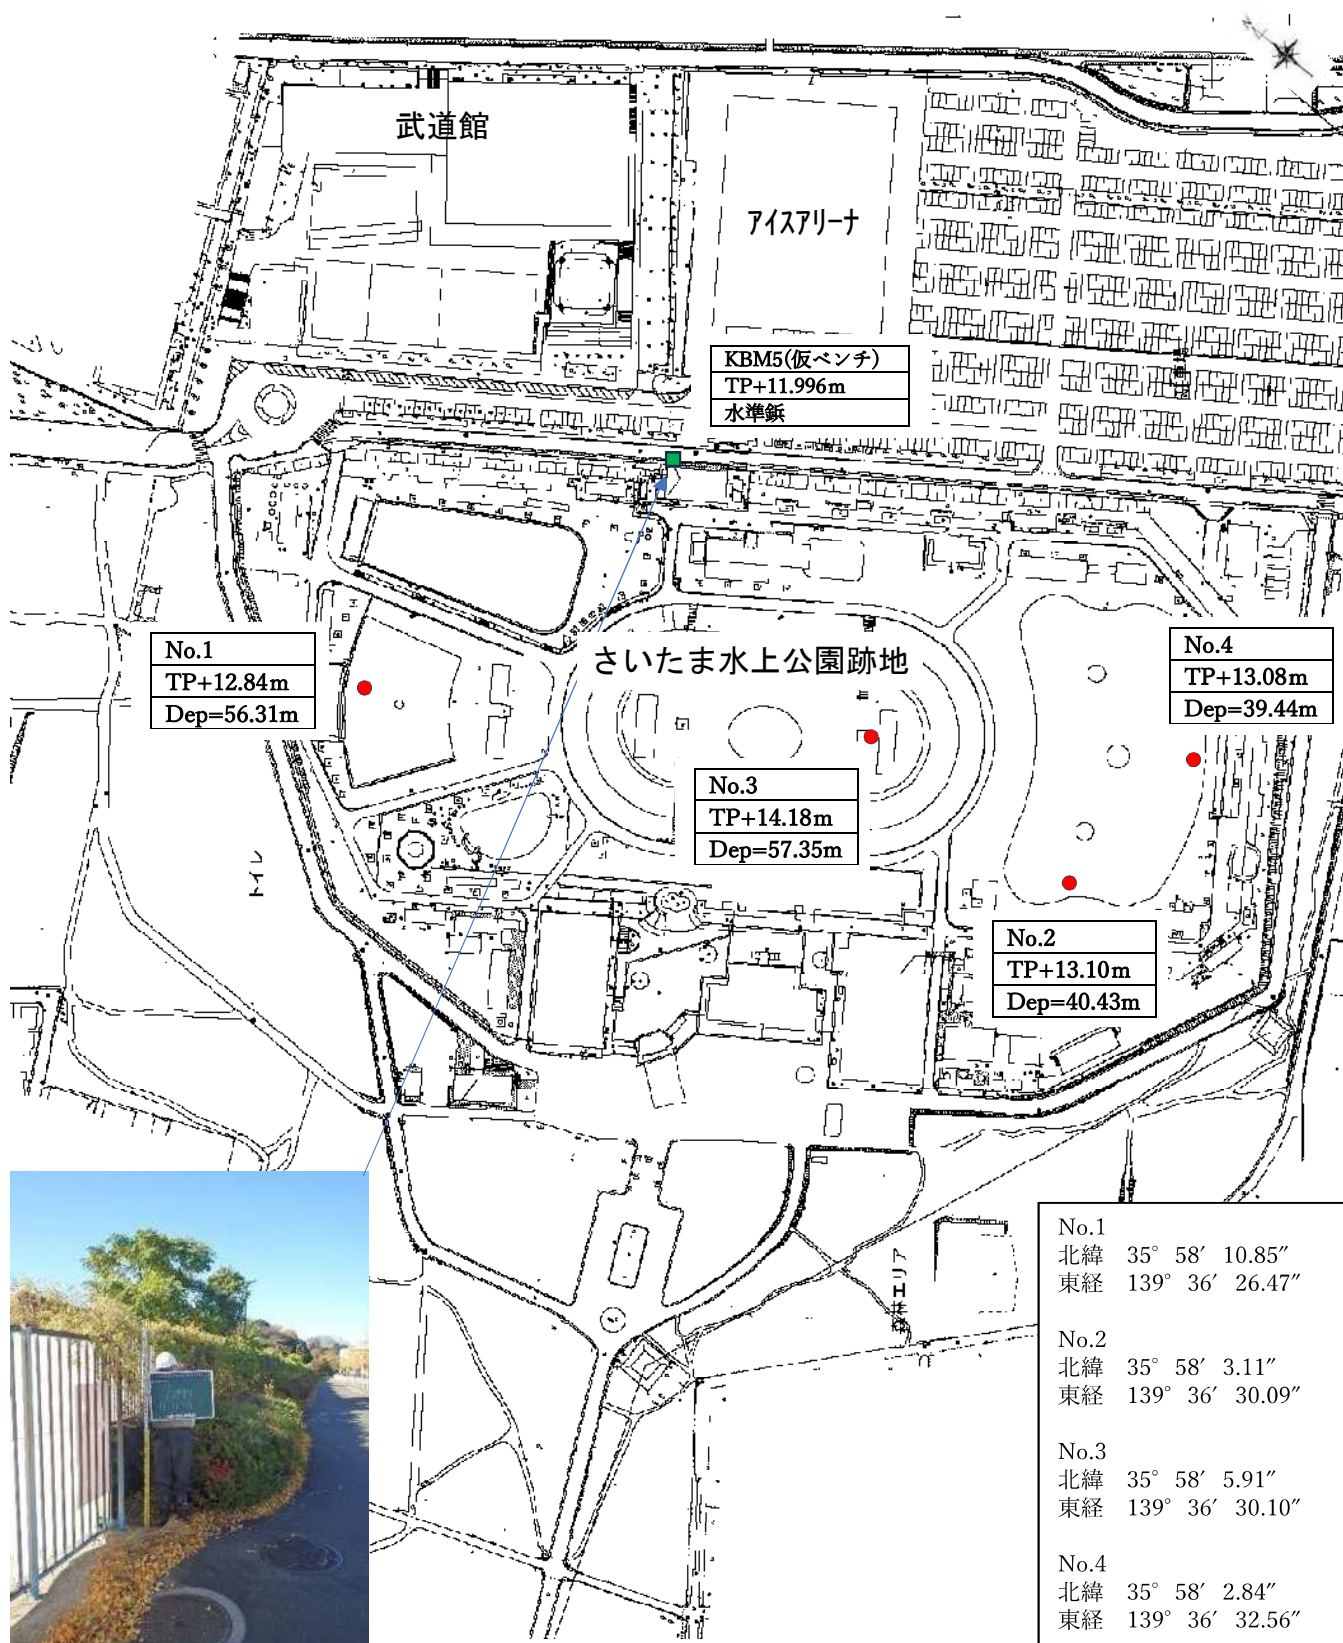 武道館
アイスアリーナ
KBM5(仮ベンチ)
TP+11.996m
水準鋲
さいたま水上公園跡地
No.1
TP+12.84m
Dep=56.31m
No.4
TP+13.08m
Dep=39.44m
No.3
TP+14.18m
Dep=57.35m
No.2
TP+13.10m
Dep=40.43m
トイレ
エリア
No.1
北緯 35° 58′ 10.85″
東経 139° 36′ 26.47″
No.2
北緯 35° 58′ 3.11″
東経 139° 36′ 30.09″
No.3
北緯 35° 58′ 5.91″
東経 139° 36′ 30.10″
No.4
北緯 35° 58′ 2.84″
東経 139° 36′ 32.56″